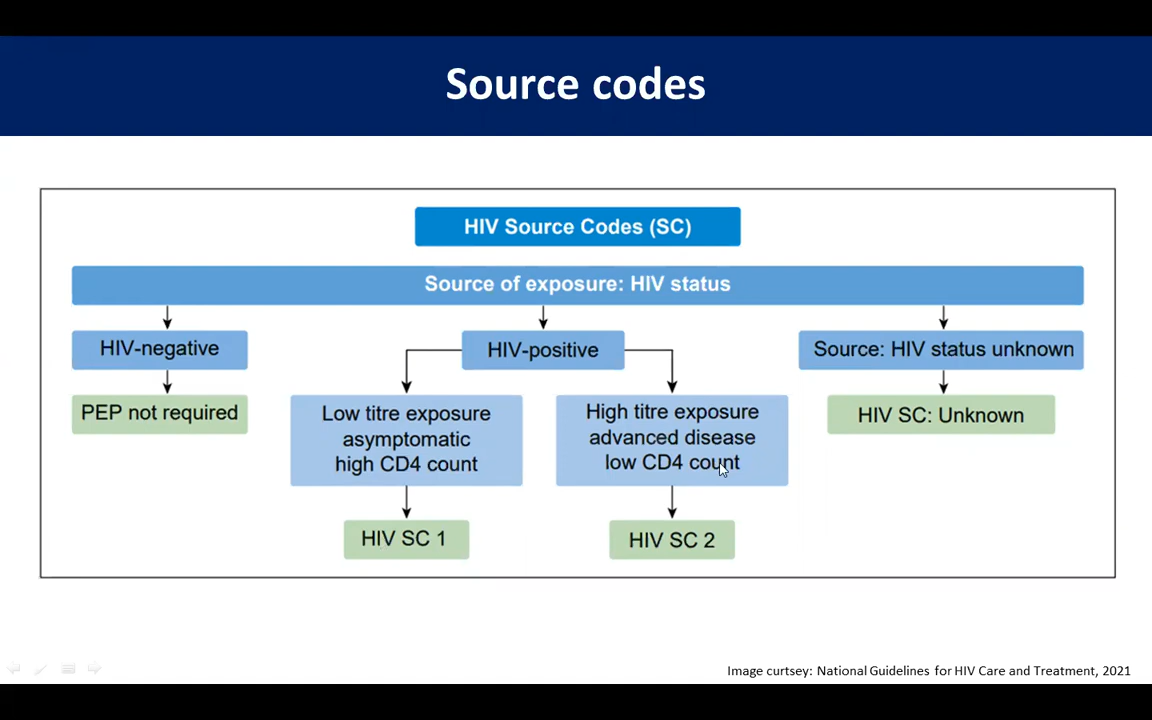 Source codes
HIV Source Codes (SC)
Source of exposure: HIV status
HIV-negative
PEP not required
HIV-positive
Low titre exposure
asymptomatic
high CD4 count
HIV SC 1
High titre exposure
advanced disease
low CD4 count
HIV SC 2
Source: HIV status unknown
HIV SC: Unknown
Image curtsey: National Guidelines for HIV Care and Treatment, 2021